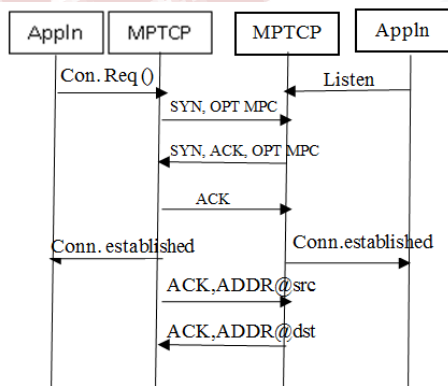 Appln MPTCP MPTCP Appln
Con. Req ()
Listen
SYN, OPT MPC
SYN, ACK, OPT MPC
ACK
Conn. established
Conn.established
ACK,ADDR@src
ACK,ADDR@dst